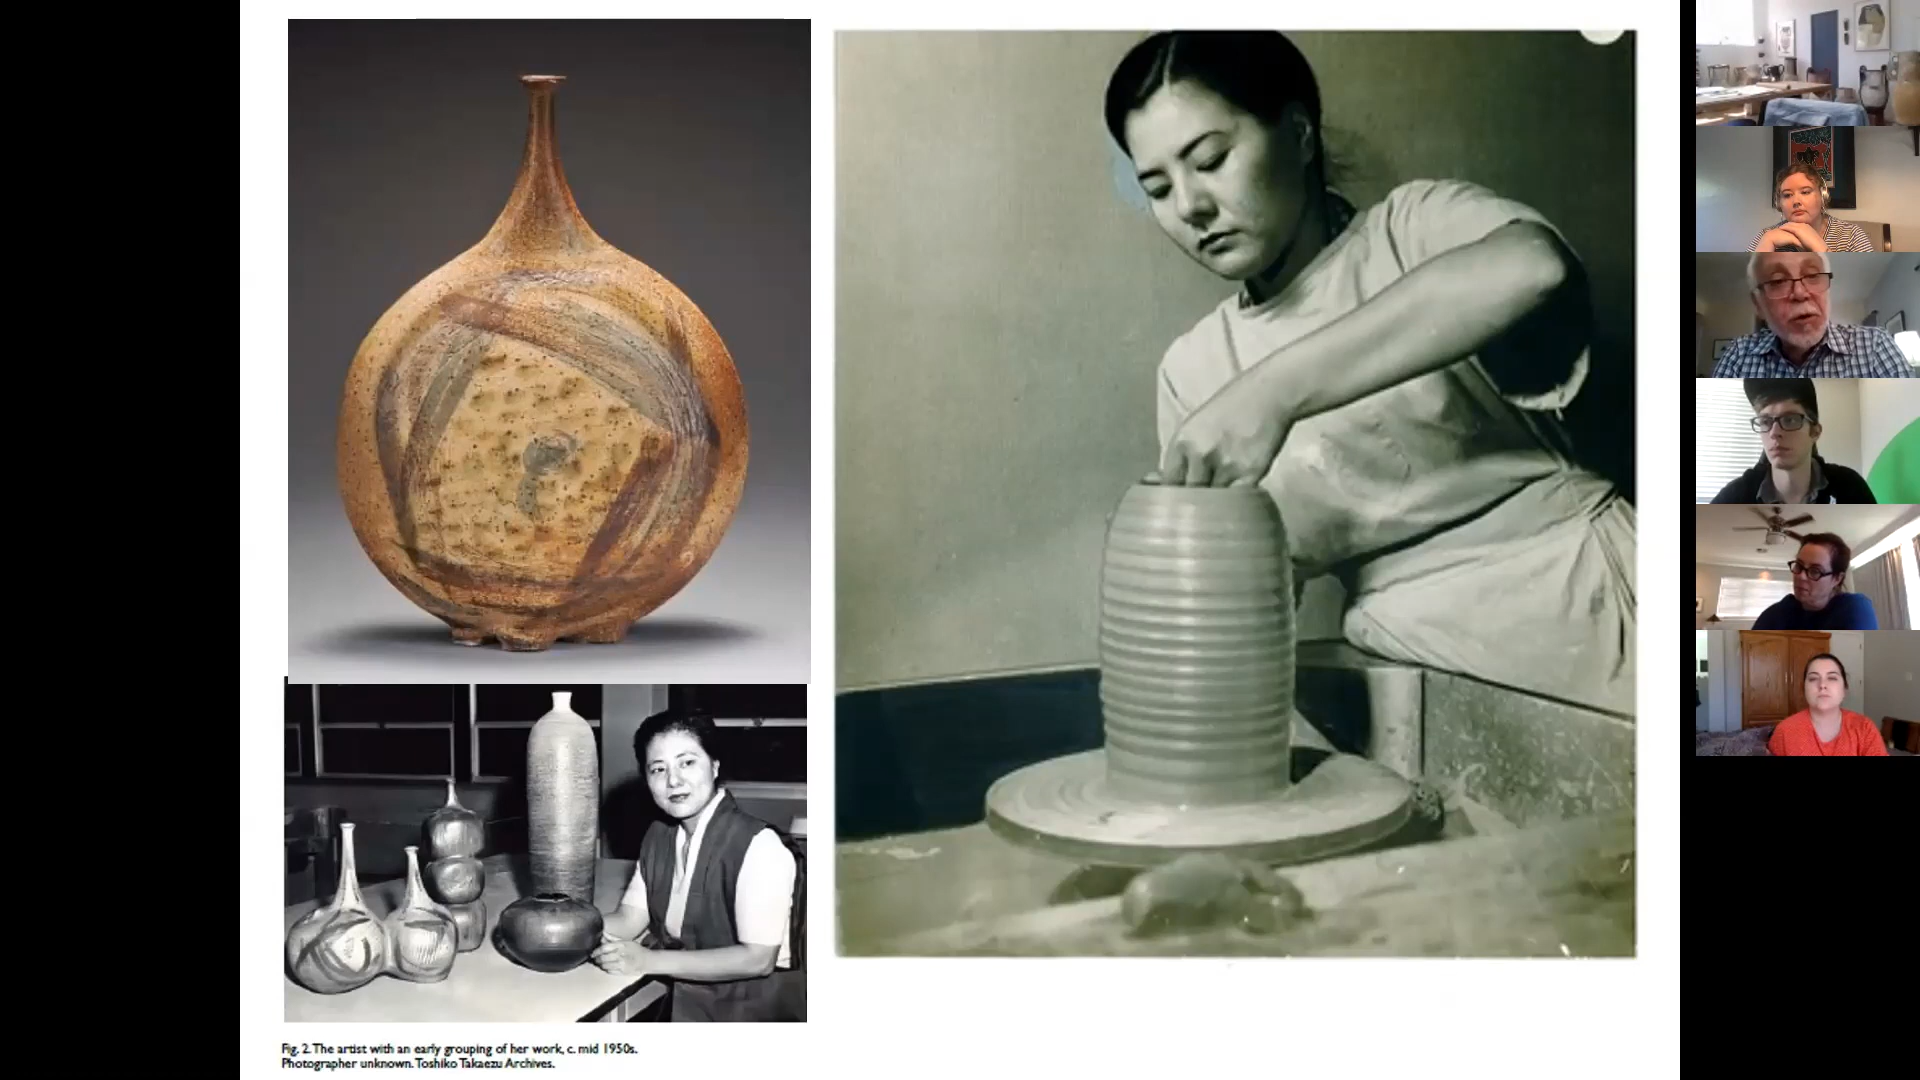 Fig. 2. The artist with an early grouping of her work, c. mid 1950s.
Photographer unknown. Toshiko Takaezu Archives.